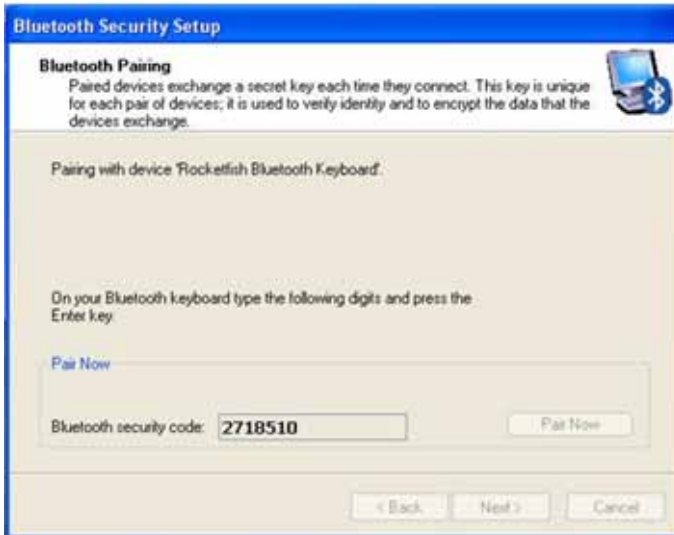 Bluetooth Security Setup
Bluetooth Pairing
Paired devices exchange a secret key each time they connect. This key is unique
for each pair of devices; it is used to verify identity and to encrypt the data that the
devices exchange.
Pairing with device 'Rocketfish Bluetooth Keyboard'.
On your Bluetooth keyboard type the following digits and press the
Enter key.
Pair Now
Bluetooth security code: 2718510 Pair Now
< Back Next > Cancel